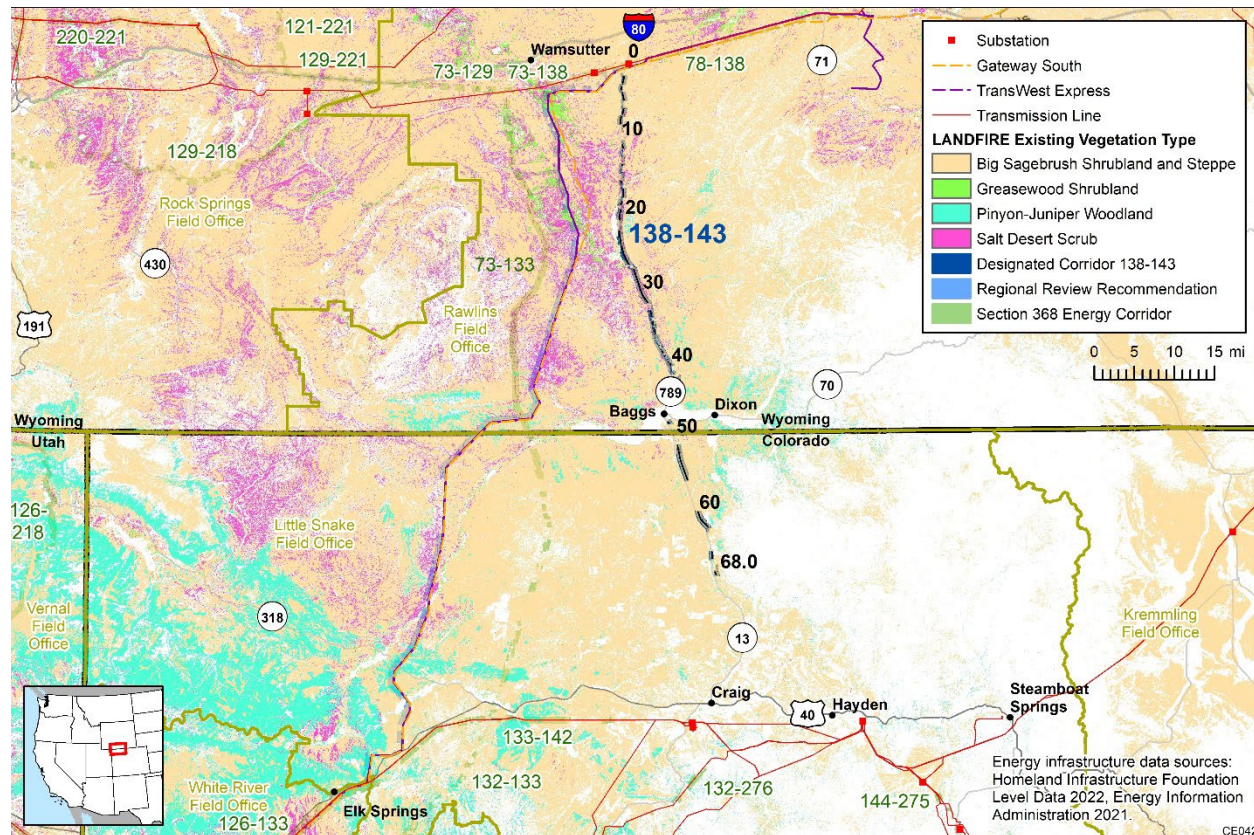 220-221
121-221
129-221
73-129
73-138
Wamsutter
80
0
78-138
71
129-218
10
Rock Springs
Field Office
20
138-143
430
73-133
30
Rawlins
Field
Office
191
40
789
70
Baggs
Dixon
50
Wyoming
Utah
Wyoming
Colorado
60
126-
218
Little Snake
Field Office
68.0
Vernal
Field
Office
318
13
Kremmling
Field Office
Craig
40
Hayden
Steamboat
Springs
133-142
132-133
132-276
144-275
White River
Field Office
126-133
Elk Springs
Substation
Gateway South
TransWest Express
Transmission Line
LANDFIRE Existing Vegetation Type
Big Sagebrush Shrubland and Steppe
Greasewood Shrubland
Pinyon-Juniper Woodland
Salt Desert Scrub
Designated Corridor 138-143
Regional Review Recommendation
Section 368 Energy Corridor
0 5 10 15 mi
Energy infrastructure data sources:
Homeland Infrastructure Foundation
Level Data 2022, Energy Information
Administration 2021.